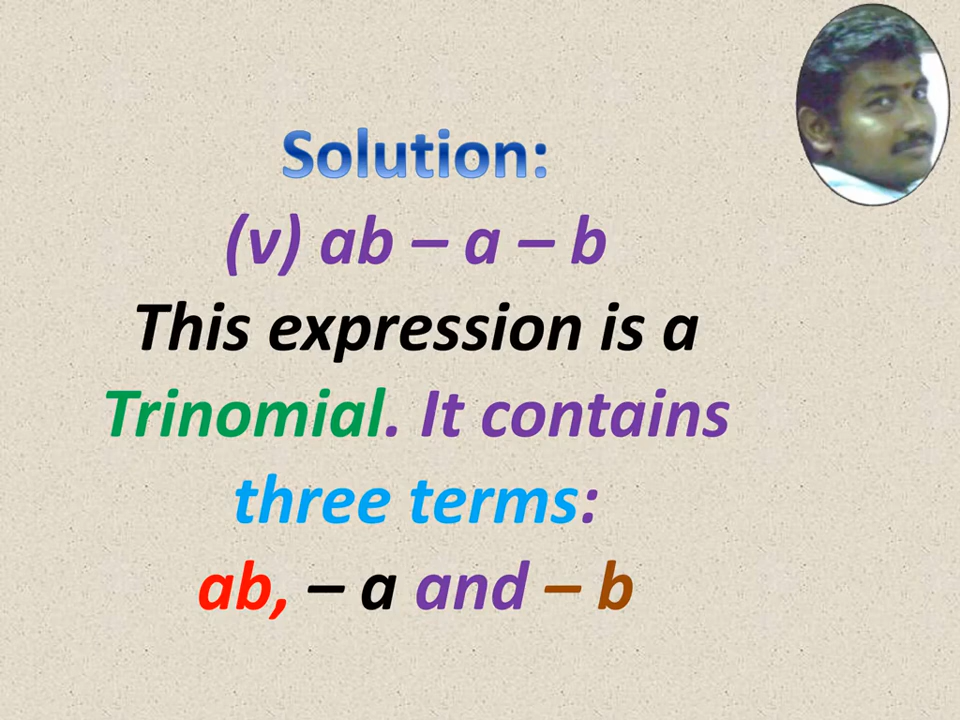 Solution:
(v) ab – a – b
This expression is a
Trinomial. It contains
three terms:
ab, – a and – b